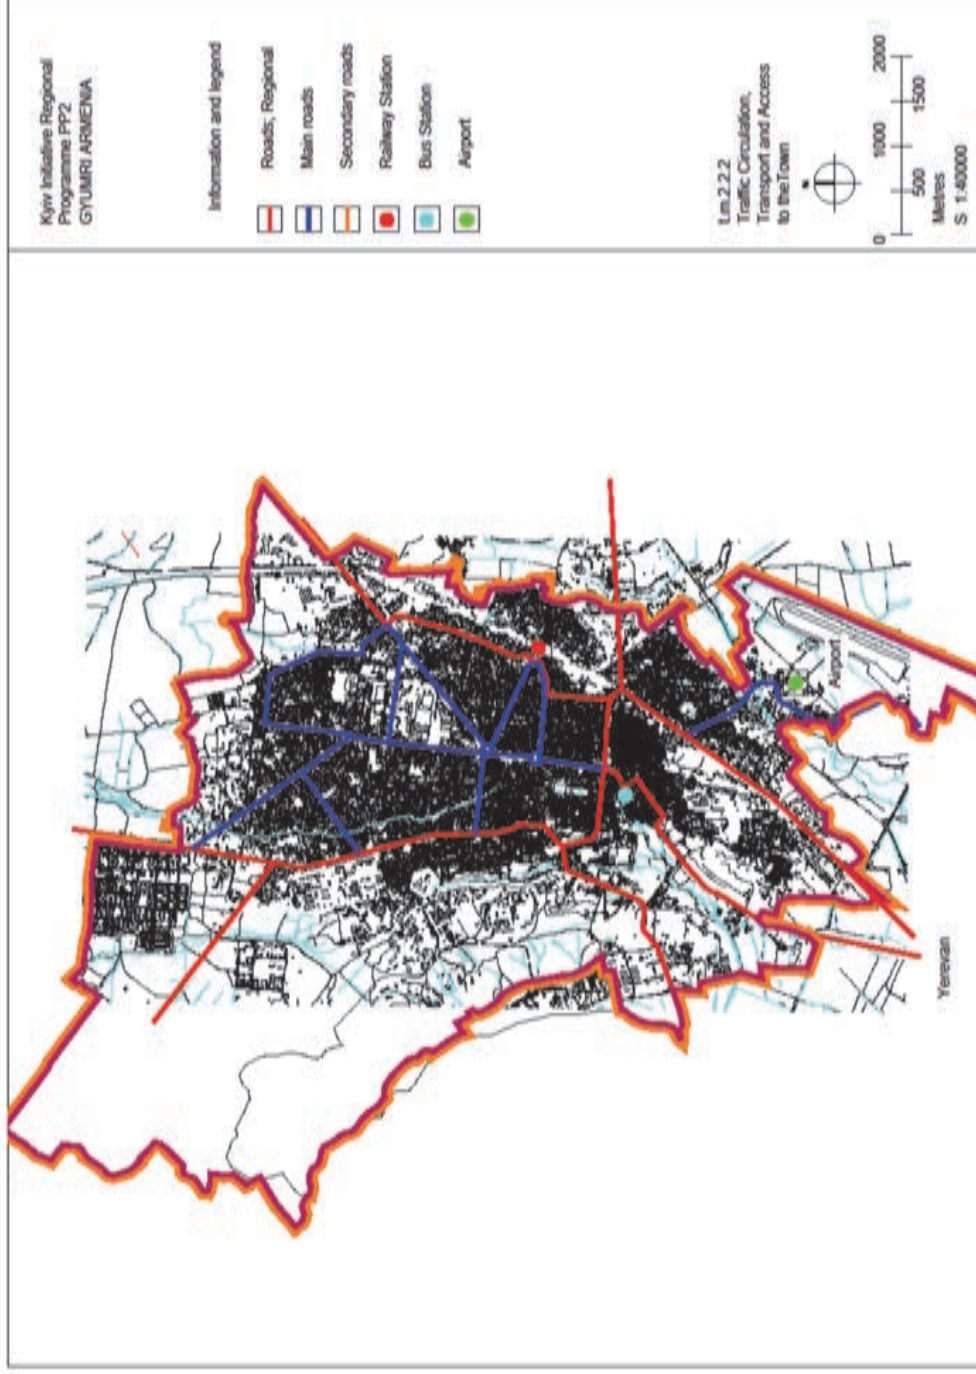 Kyiv Initiative Regional
Programme PP2
GYUMRI ARMENIA
Information and legend
Roads; Regional
Main roads
Secondary roads
Railway Station
Bus Station
Airport
t.m.2.2.2
Traffic Circulation,
Transport and Access
to the Town
N
0 500 1000 1500 2000
Metres
S 1:40000
Airport
Yerevan